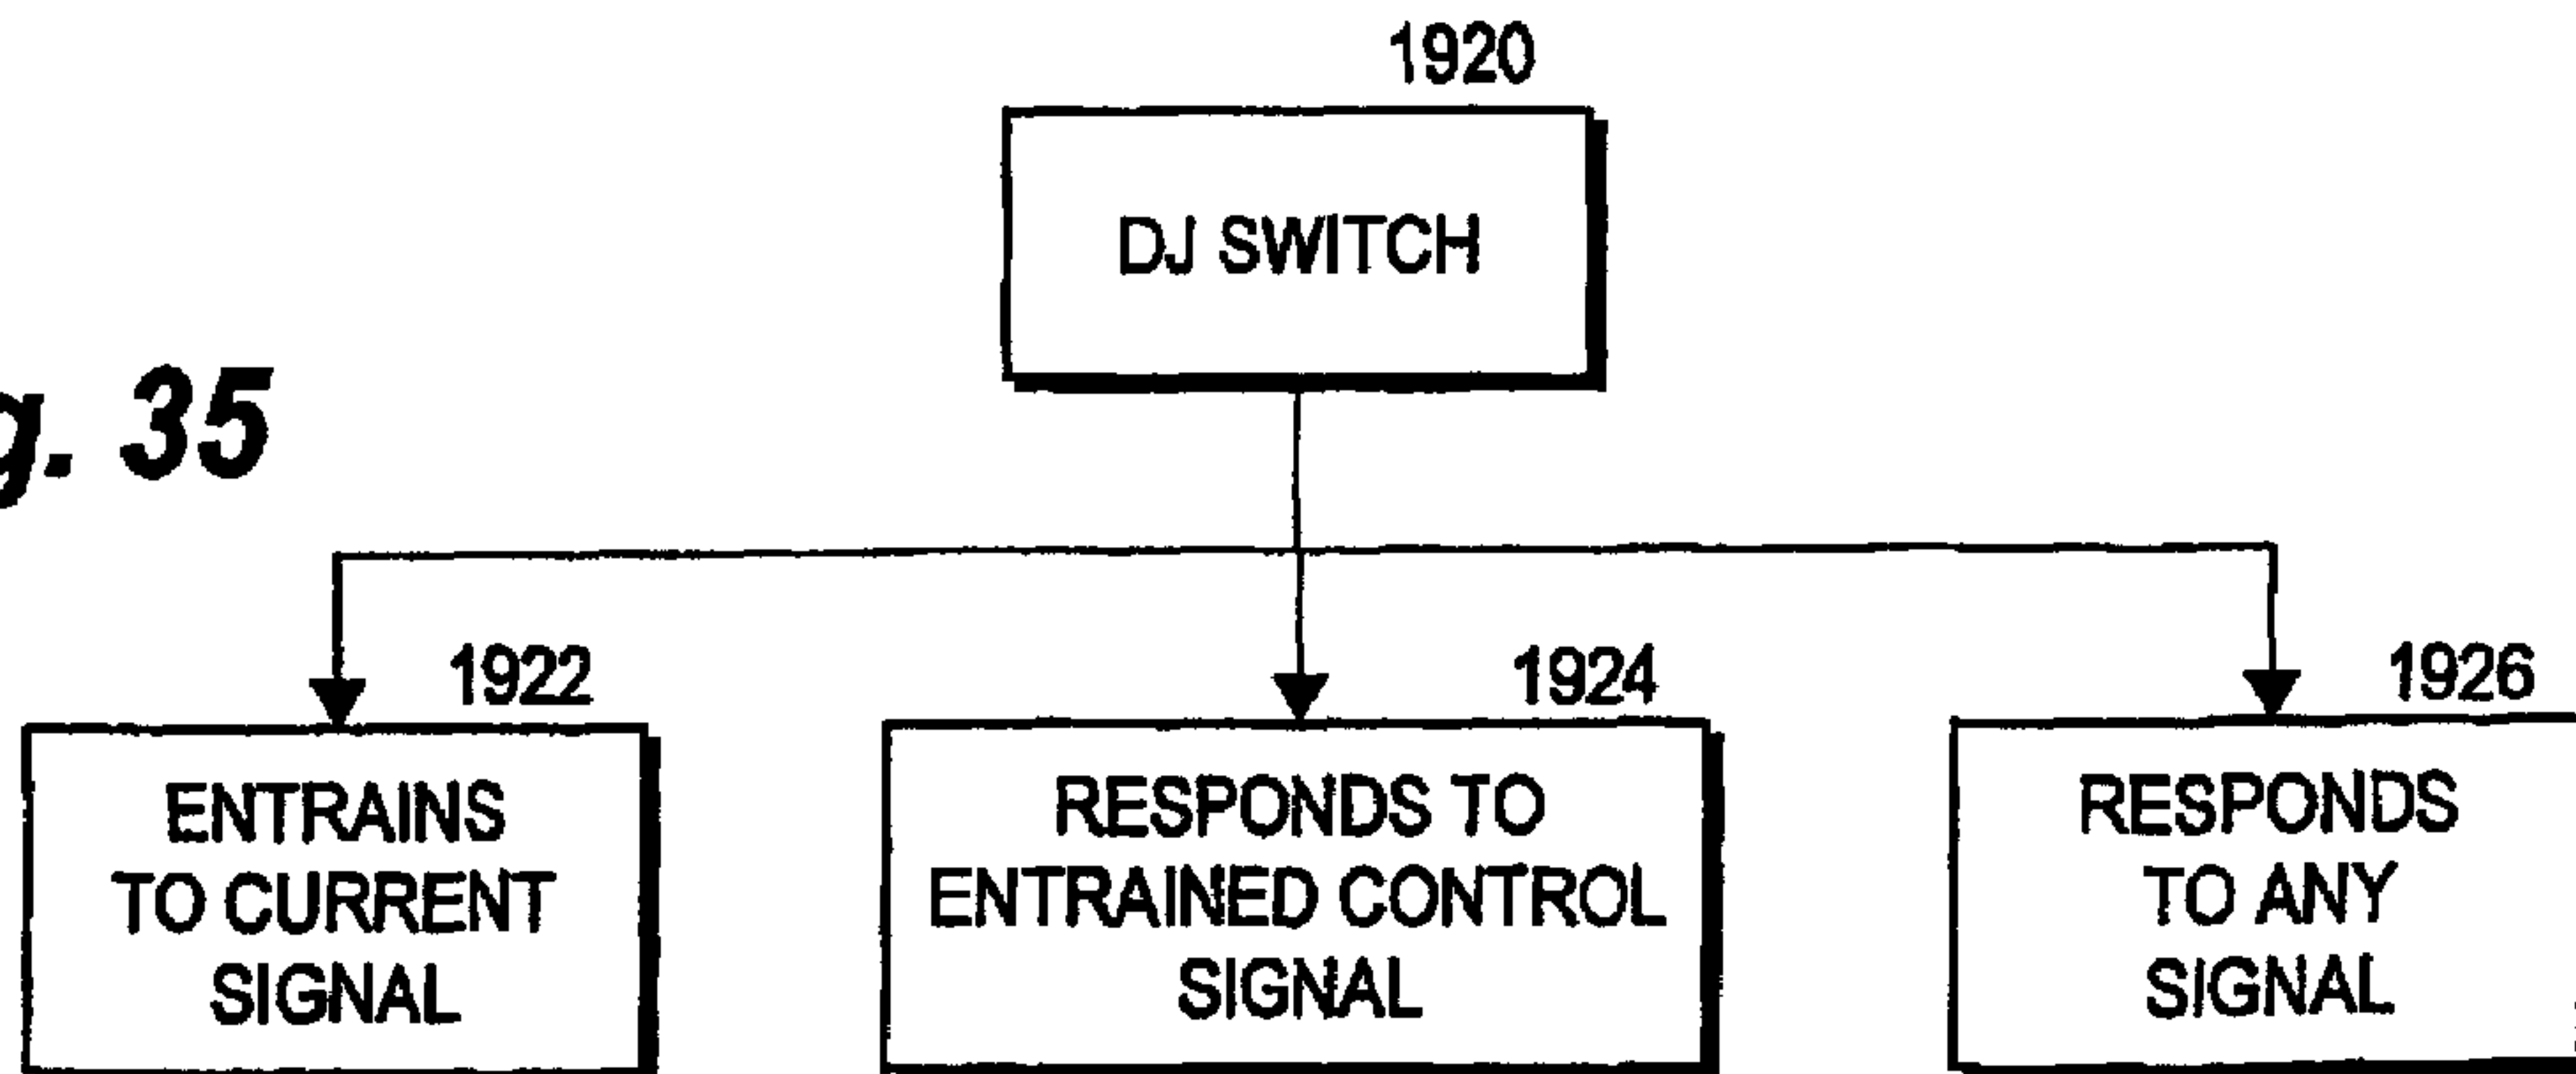 1920
DJ SWITCH
g. 35
1922
1924
1926
ENTRAINS
TO CURRENT
SIGNAL
RESPONDS TO
ENTRAINED CONTROL
SIGNAL
RESPONDS
TO ANY
SIGNAL